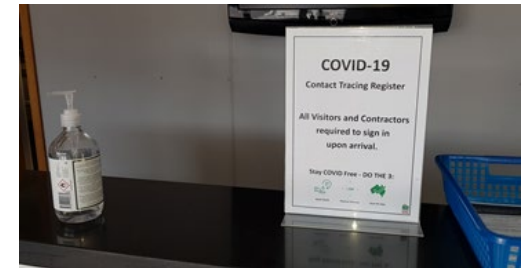 COVID-19
Contact Tracing Register
All Visitors and Contractors
required to sign in
upon arrival.
Stay COVID Free - DO THE 3: